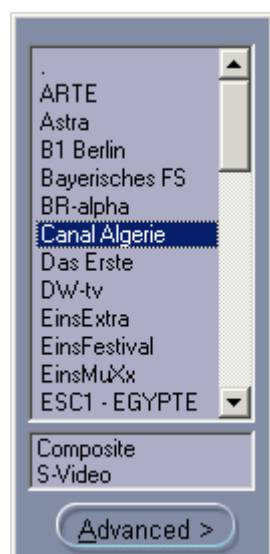 .
ARTE
Astra
B1 Berlin
Bayerisches FS
BR-alpha
Canal Algerie
Das Erste
DW-tv
EinsExtra
EinsFestival
EinsMuXx
ESC1 - EGYPTE
Composite
S-Video
Advanced >